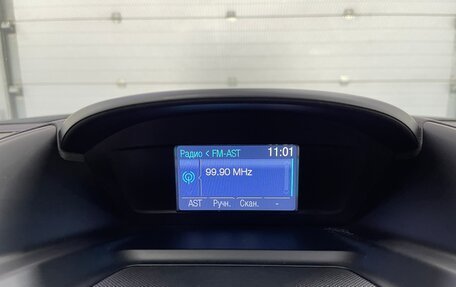 Радио < FM-AST 11:01
99.90 MHz
AST Ручн. Скан. -